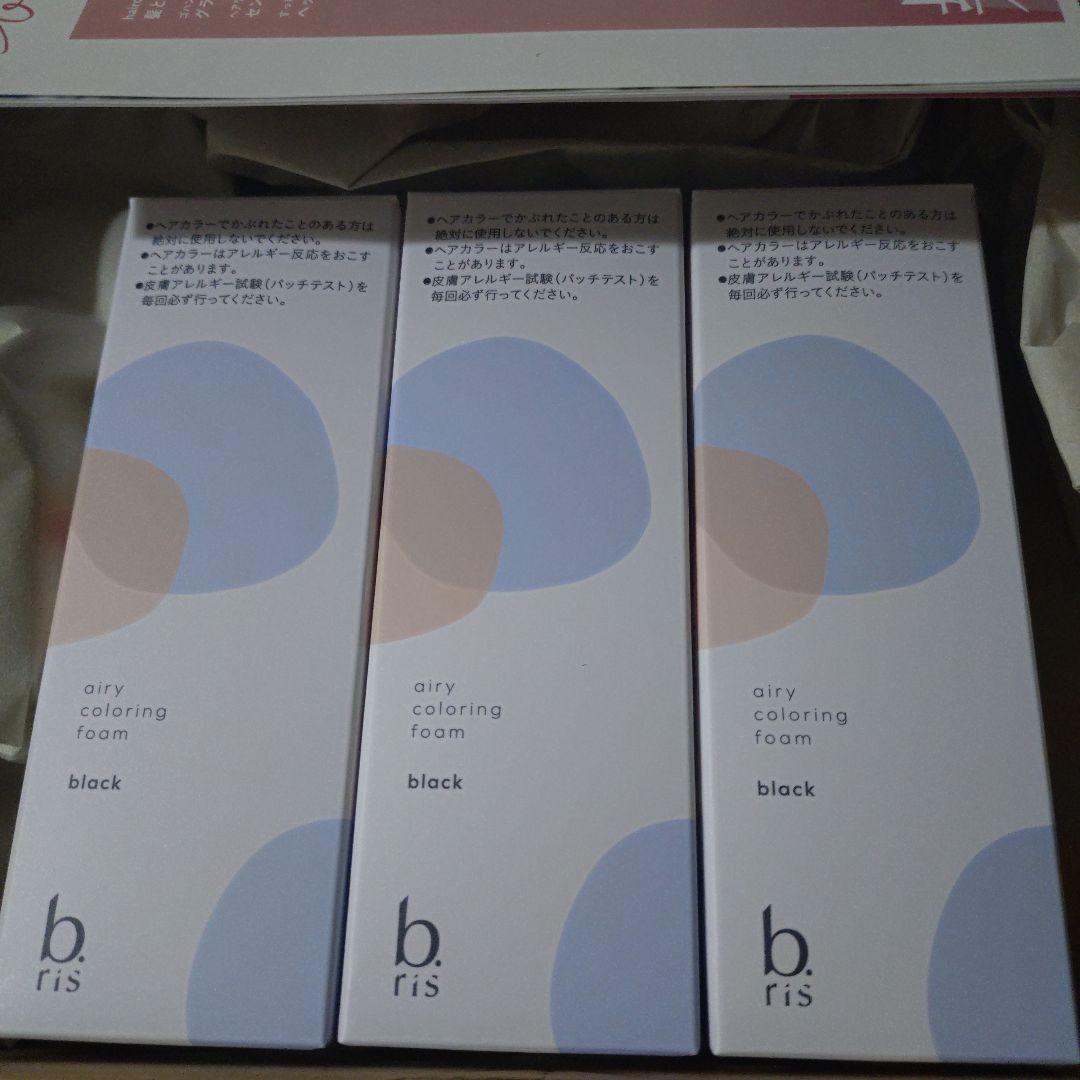 ●ヘアカラーでかぶれたことのある方は
絶対に使用しないでください。
●ヘアカラーはアレルギー反応をおこす
ことがあります。
●皮膚アレルギー試験(パッチテスト)を
毎回必ず行ってください。
airy
coloring
foam
black
b.
ris
●ヘアカラーでかぶれたことのある方は
絶対に使用しないでください。
●ヘアカラーはアレルギー反応をおこす
ことがあります。
●皮膚アレルギー試験(パッチテスト)を
毎回必ず行ってください。
airy
coloring
foam
black
b.
ris
●ヘアカラーでかぶれたことのある方は
絶対に使用しないでください。
●ヘアカラーはアレルギー反応をおこす
ことがあります。
●皮膚アレルギー試験(パッチテスト)を
毎回必ず行ってください。
airy
coloring
foam
black
b.
ris